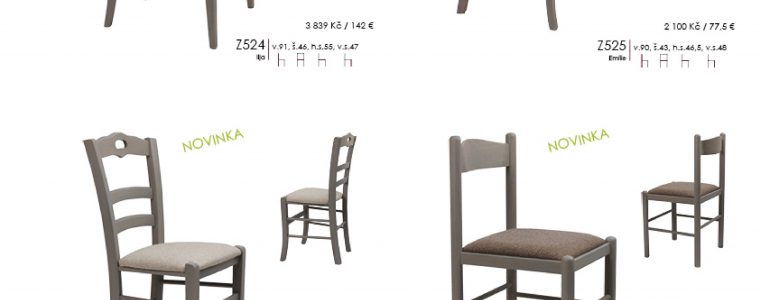 3 839 Kč / 142 €
Z524 v.91, š.46, h.s.55, v.s.47
Ilja
2 100 Kč / 77,5 €
Z525 v.90, š.43, h.s.46,5, v.s.48
Emilie
NOVINKA
NOVINKA